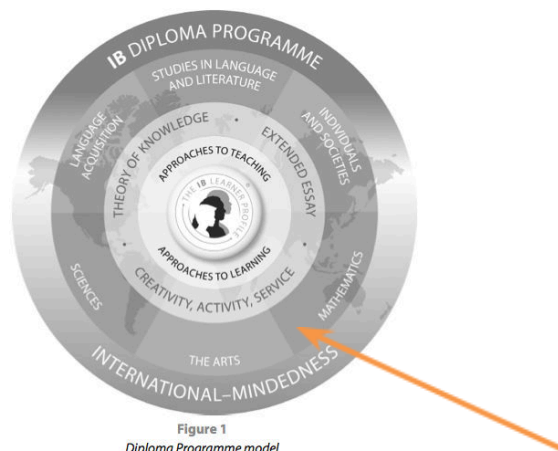 IB DIPLOMA PROGRAMME
STUDIES IN LANGUAGE
AND LITERATURE
LANGUAGE
ACQUISITION
INDIVIDUALS
AND SOCIETIES
THEORY OF KNOWLEDGE
EXTENDED ESSAY
APPROACHES TO TEACHING
THE IB LEARNER PROFILE
APPROACHES TO LEARNING
CREATIVITY, ACTIVITY, SERVICE
SCIENCES
MATHEMATICS
THE ARTS
INTERNATIONAL–MINDEDNESS
Figure 1
Diploma Programme model